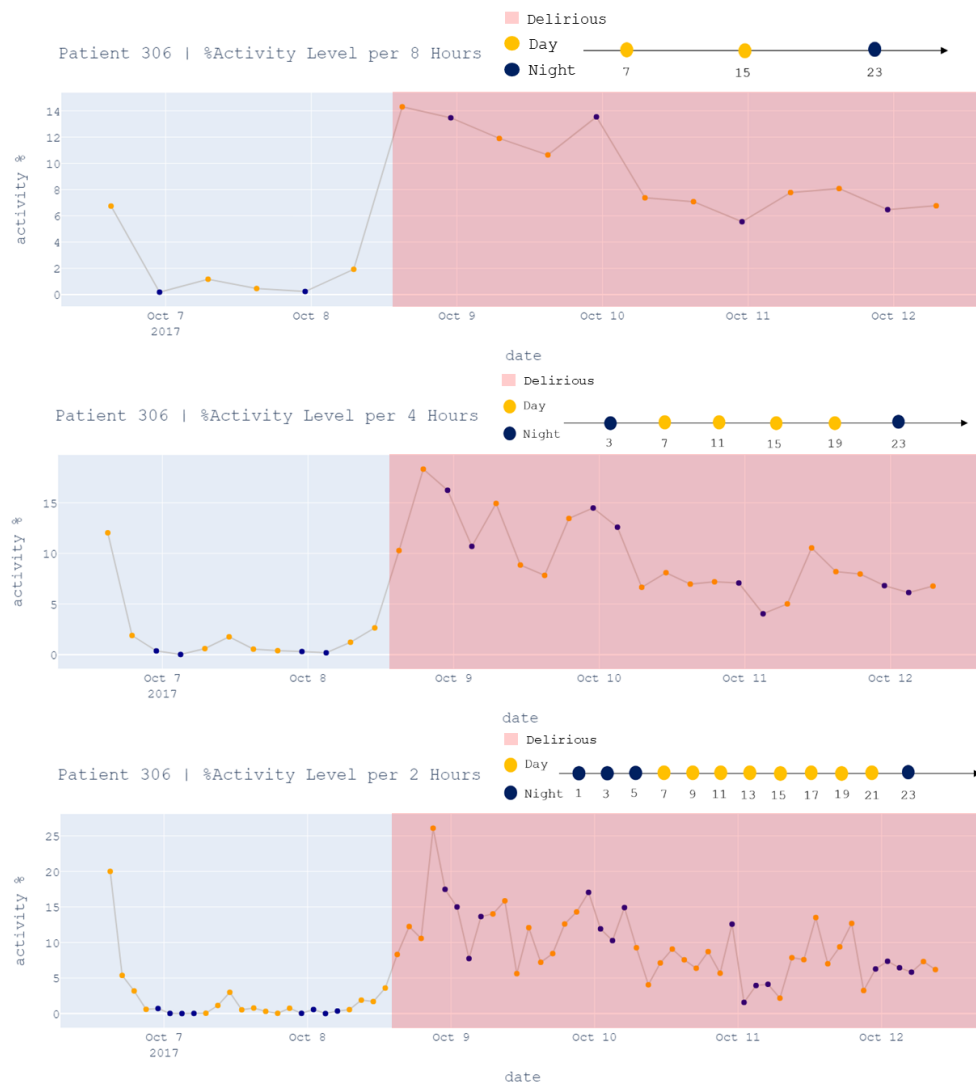 Delirious
Patient 306 | %Activity Level per 8 Hours
Day
Night
7 15 23
activity %
14
12
10
8
6
4
2
0
Oct 7 Oct 8 Oct 9 Oct 10 Oct 11 Oct 12
2017
date
Delirious
Patient 306 | %Activity Level per 4 Hours
Day
Night
3 7 11 15 19 23
activity %
15
10
5
0
Oct 7 Oct 8 Oct 9 Oct 10 Oct 11 Oct 12
2017
date
Delirious
Patient 306 | %Activity Level per 2 Hours
Day
Night
1 3 5 7 9 11 13 15 17 19 21 23
activity %
25
20
15
10
5
0
Oct 7 Oct 8 Oct 9 Oct 10 Oct 11 Oct 12
2017
date